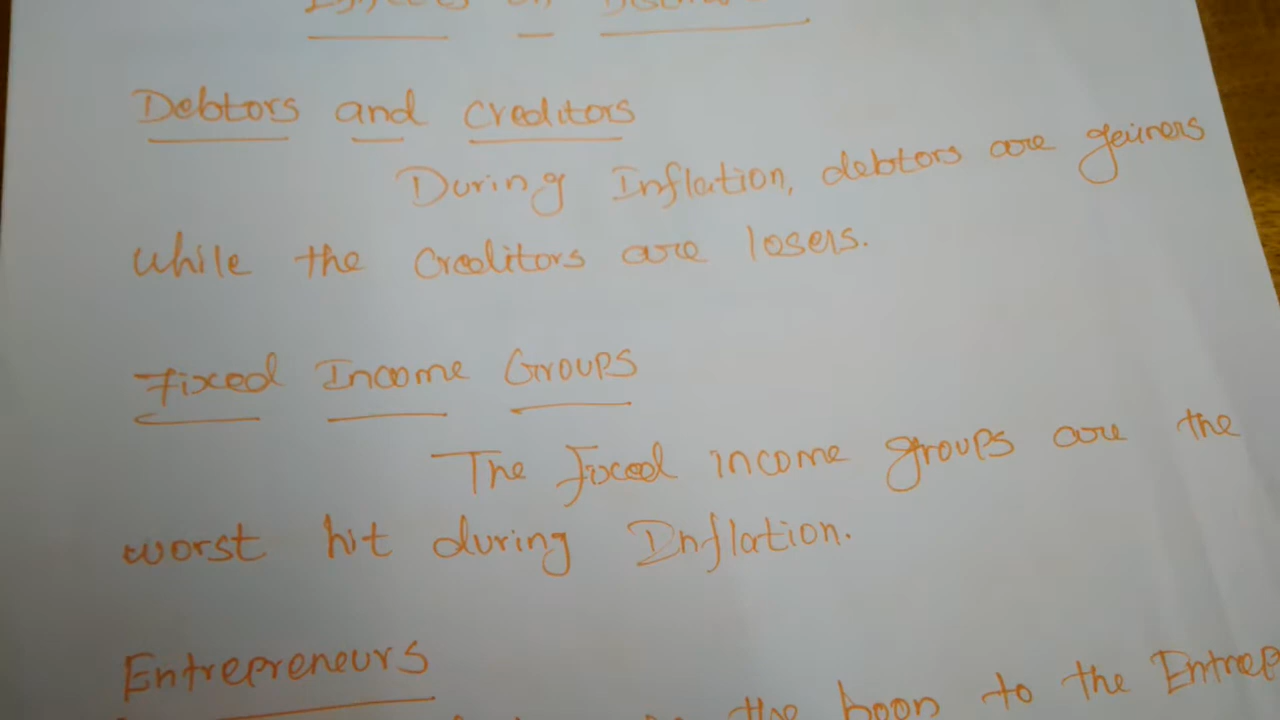 Debtors and Creditors
During Inflation, debtors are gainers
while the Creditors are losers.
Fixed Income Groups
The fixed income groups are the
worst hit during Inflation.
Entrepreneurs
the boon to the Entrep